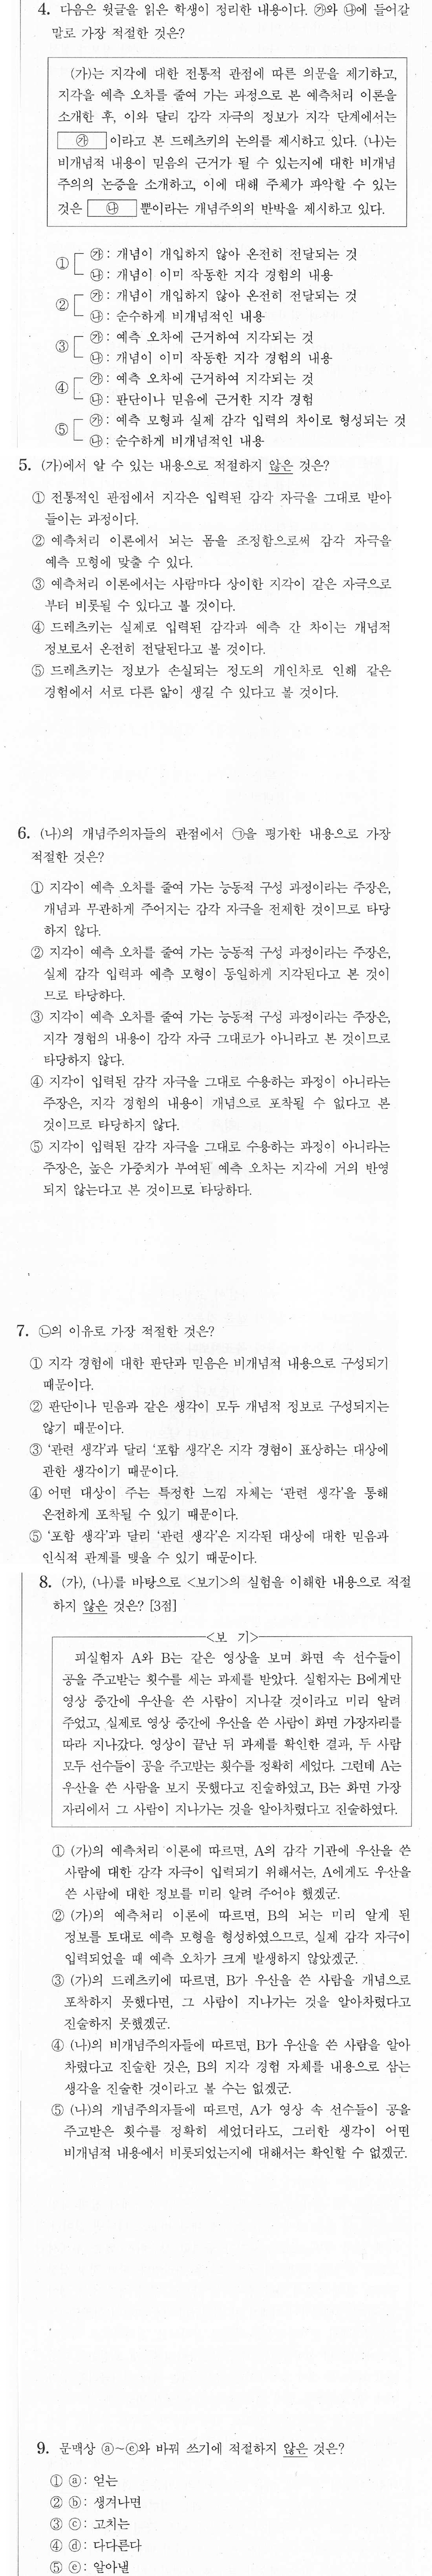 4. 다음은 윗글을 읽은 학생이 정리한 내용이다. ㉮와 ㉯에 들어갈
말로 가장 적절한 것은?
(가)는 지각에 대한 전통적 관점에 따른 의문을 제기하고,
지각을 예측 오차를 줄여 가는 과정으로 본 예측처리 이론을
소개한 후, 이와 달리 감각 자극의 정보가 지각 단계에서는
㉮ 이라고 본 드레츠키의 논의를 제시하고 있다. (나)는
비개념적 내용이 믿음의 근거가 될 수 있는지에 대한 비개념
주의의 논증을 소개하고, 이에 대해 주체가 파악할 수 있는
것은 ㉯ 뿐이라는 개념주의의 반박을 제시하고 있다.
① ㉮: 개념이 개입하지 않아 온전히 전달되는 것
㉯: 개념이 이미 작동한 지각 경험의 내용
② ㉮: 개념이 개입하지 않아 온전히 전달되는 것
㉯: 순수하게 비개념적인 내용
③ ㉮: 예측 오차에 근거하여 지각되는 것
㉯: 개념이 이미 작동한 지각 경험의 내용
④ ㉮: 예측 오차에 근거하여 지각되는 것
㉯: 판단이나 믿음에 근거한 지각 경험
⑤ ㉮: 예측 모형과 실제 감각 입력의 차이로 형성되는 것
㉯: 순수하게 비개념적인 내용
5. (가)에서 알 수 있는 내용으로 적절하지 않은 것은?
① 전통적인 관점에서 지각은 입력된 감각 자극을 그대로 받아
들이는 과정이다.
② 예측처리 이론에서 뇌는 몸을 조정함으로써 감각 자극을
예측 모형에 맞출 수 있다.
③ 예측처리 이론에서는 사람마다 상이한 지각이 같은 자극으로
부터 비롯될 수 있다고 볼 것이다.
④ 드레츠키는 실제로 입력된 감각과 예측 간 차이는 개념적
정보로서 온전히 전달된다고 볼 것이다.
⑤ 드레츠키는 정보가 손실되는 정도의 개인차로 인해 같은
경험에서 서로 다른 앎이 생길 수 있다고 볼 것이다.
6. (나)의 개념주의자들의 관점에서 ㉠을 평가한 내용으로 가장
적절한 것은?
① 지각이 예측 오차를 줄여 가는 능동적 구성 과정이라는 주장은,
개념과 무관하게 주어지는 감각 자극을 전제한 것이므로 타당
하지 않다.
② 지각이 예측 오차를 줄여 가는 능동적 구성 과정이라는 주장은,
실제 감각 입력과 예측 모형이 동일하게 지각된다고 본 것이
므로 타당하다.
③ 지각이 예측 오차를 줄여 가는 능동적 구성 과정이라는 주장은,
지각 경험의 내용이 감각 자극 그대로가 아니라고 본 것이므로
타당하지 않다.
④ 지각이 입력된 감각 자극을 그대로 수용하는 과정이 아니라는
주장은, 지각 경험의 내용이 개념으로 포착될 수 없다고 본
것이므로 타당하지 않다.
⑤ 지각이 입력된 감각 자극을 그대로 수용하는 과정이 아니라는
주장은, 높은 가중치가 부여된 예측 오차는 지각에 거의 반영
되지 않는다고 본 것이므로 타당하다.
7. ㉡의 이유로 가장 적절한 것은?
① 지각 경험에 대한 판단과 믿음은 비개념적 내용으로 구성되기
때문이다.
② 판단이나 믿음과 같은 생각이 모두 개념적 정보로 구성되지는
않기 때문이다.
③ '관련 생각'과 달리 '포함 생각'은 지각 경험이 표상하는 대상에
관한 생각이기 때문이다.
④ 어떤 대상이 주는 특정한 느낌 자체는 '관련 생각'을 통해
온전하게 포착될 수 있기 때문이다.
⑤ '포함 생각'과 달리 '관련 생각'은 지각된 대상에 대한 믿음과
인식적 관계를 맺을 수 있기 때문이다.
8. (가), (나)를 바탕으로 <보기>의 실험을 이해한 내용으로 적절
하지 않은 것은? [3점]
<보 기>
피실험자 A와 B는 같은 영상을 보며 화면 속 선수들이
공을 주고받는 횟수를 세는 과제를 받았다. 실험자는 B에게만
영상 중간에 우산을 쓴 사람이 지나갈 것이라고 미리 알려
주었고, 실제로 영상 중간에 우산을 쓴 사람이 화면 가장자리를
따라 지나갔다. 영상이 끝난 뒤 과제를 확인한 결과, 두 사람
모두 선수들이 공을 주고받는 횟수를 정확히 세었다. 그런데 A는
우산을 쓴 사람을 보지 못했다고 진술하였고, B는 화면 가장
자리에서 그 사람이 지나가는 것을 알아차렸다고 진술하였다.
① (가)의 예측처리 이론에 따르면, A의 감각 기관에 우산을 쓴
사람에 대한 감각 자극이 입력되기 위해서는, A에게도 우산을
쓴 사람에 대한 정보를 미리 알려 주어야 했겠군.
② (가)의 예측처리 이론에 따르면, B의 뇌는 미리 알게 된
정보를 토대로 예측 모형을 형성하였으므로, 실제 감각 자극이
입력되었을 때 예측 오차가 크게 발생하지 않았겠군.
③ (가)의 드레츠키에 따르면, B가 우산을 쓴 사람을 개념으로
포착하지 못했다면, 그 사람이 지나가는 것을 알아차렸다고
진술하지 못했겠군.
④ (나)의 비개념주의자들에 따르면, B가 우산을 쓴 사람을 알아
차렸다고 진술한 것은, B의 지각 경험 자체를 내용으로 삼는
생각을 진술한 것이라고 볼 수는 없겠군.
⑤ (나)의 개념주의자들에 따르면, A가 영상 속 선수들이 공을
주고받은 횟수를 정확히 세었더라도, 그러한 생각이 어떤
비개념적 내용에서 비롯되었는지에 대해서는 확인할 수 없겠군.
9. 문맥상 ⓐ~ⓔ와 바꿔 쓰기에 적절하지 않은 것은?
① ⓐ: 얻는
② ⓑ: 생겨나면
③ ⓒ: 고치는
④ ⓓ: 다다른다
⑤ ⓔ: 알아낼